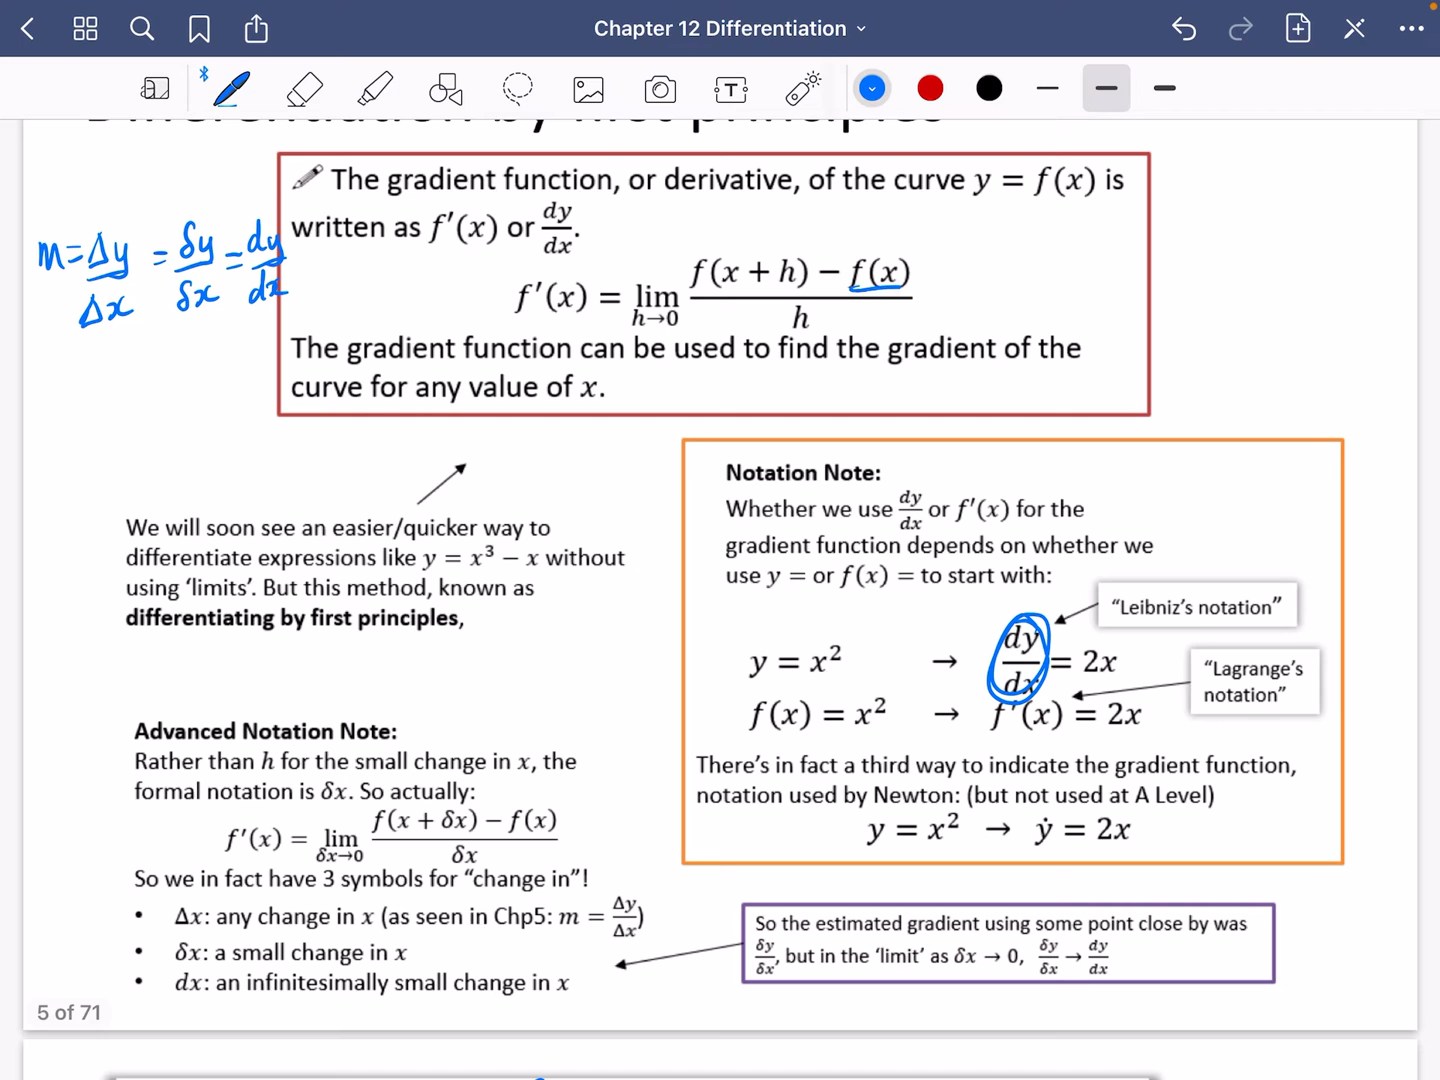 Chapter 12 Differentiation
Differentiation by first principles
The gradient function, or derivative, of the curve y = f(x) is
written as f′(x) or dy/dx.
m = Δy/Δx = δy/δx = dy/dx
f′(x) = lim h→0 (f(x + h) − f(x))/h
The gradient function can be used to find the gradient of the
curve for any value of x.
We will soon see an easier/quicker way to
differentiate expressions like y = x³ − x without
using ‘limits’. But this method, known as
differentiating by first principles,
Notation Note:
Whether we use dy/dx or f′(x) for the
gradient function depends on whether we
use y = or f(x) = to start with:
“Leibniz’s notation”
y = x² → dy/dx = 2x
“Lagrange’s
notation”
f(x) = x² → f′(x) = 2x
There’s in fact a third way to indicate the gradient function,
notation used by Newton: (but not used at A Level)
y = x² → ẏ = 2x
Advanced Notation Note:
Rather than h for the small change in x, the
formal notation is δx. So actually:
f′(x) = lim δx→0 (f(x + δx) − f(x))/δx
So we in fact have 3 symbols for “change in”!
• Δx: any change in x (as seen in Chp5: m = Δy/Δx)
• δx: a small change in x
• dx: an infinitesimally small change in x
So the estimated gradient using some point close by was
δy/δx, but in the ‘limit’ as δx → 0, δy/δx → dy/dx
5 of 71